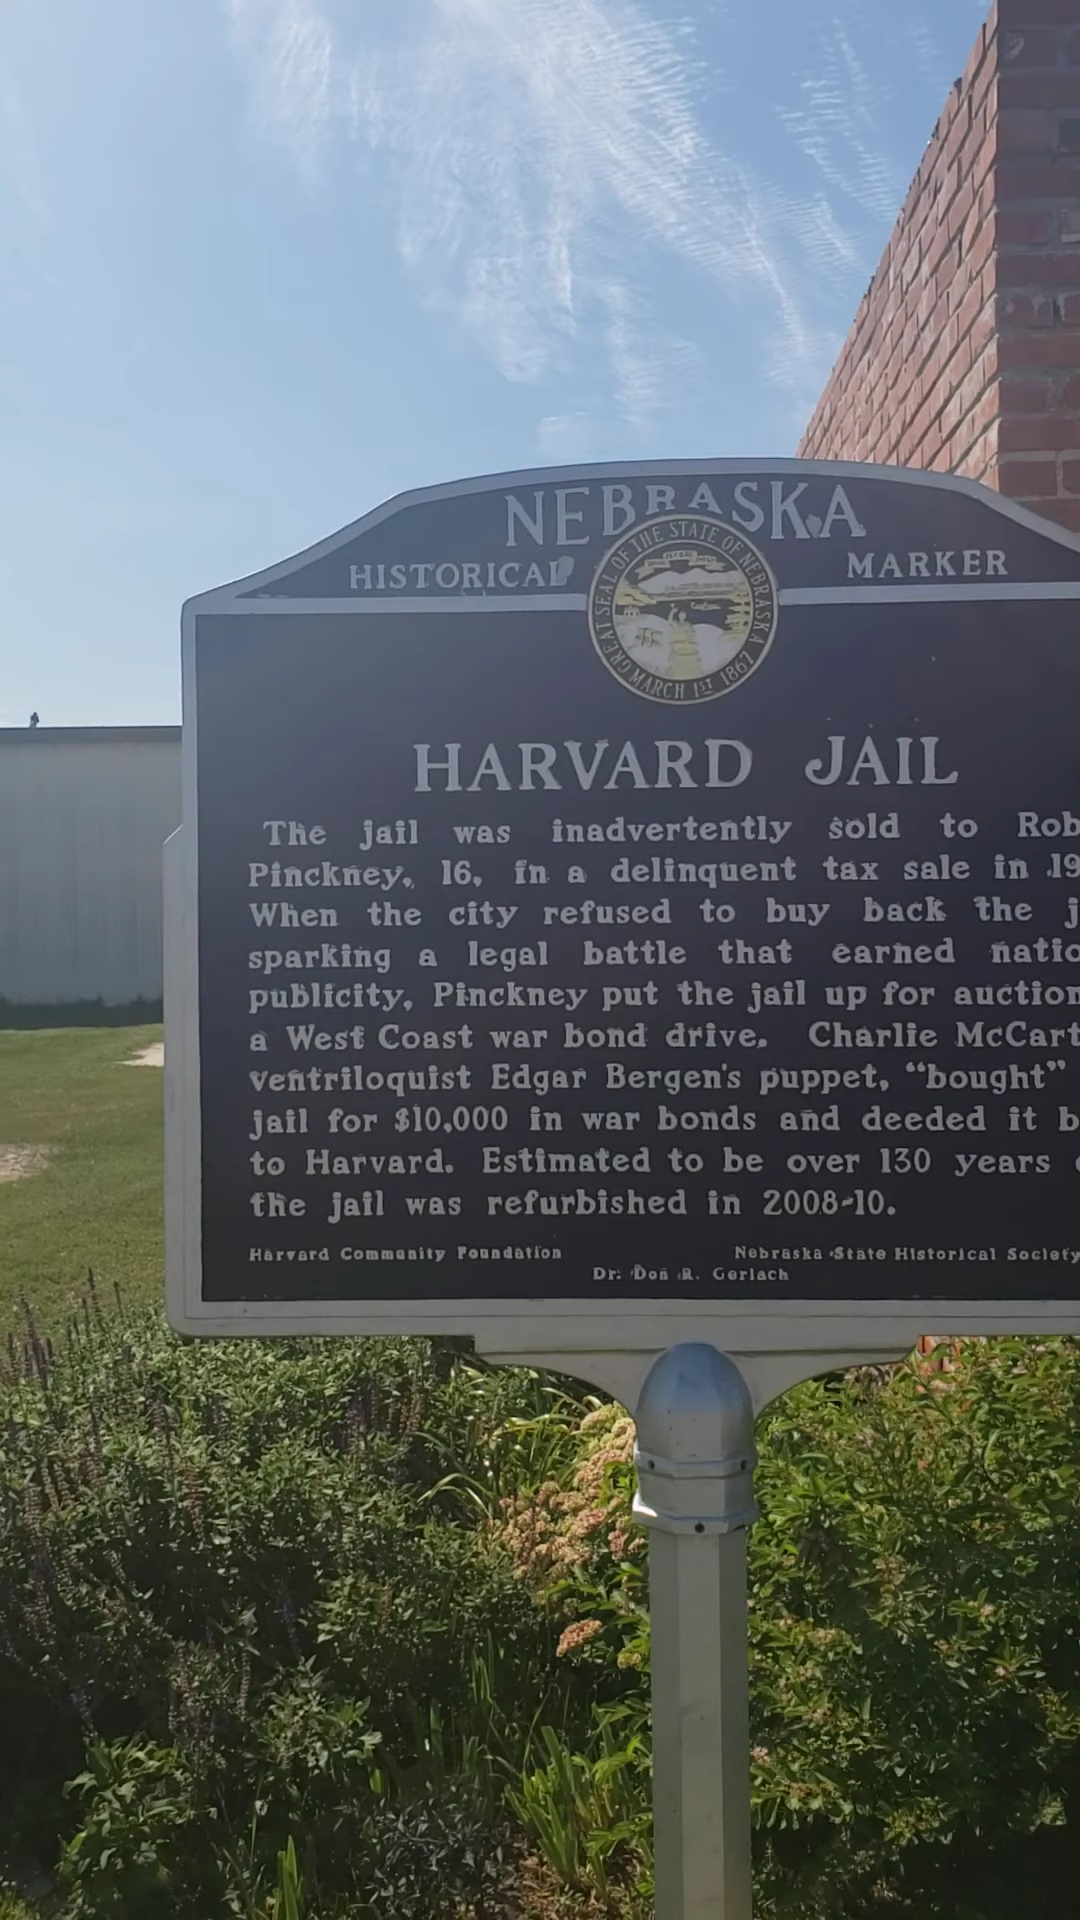 NEBRASKA
HISTORICAL MARKER
GREAT SEAL OF THE STATE OF NEBRASKA
MARCH 1ST 1867
HARVARD JAIL
The jail was inadvertently sold to Rob
Pinckney, 16, in a delinquent tax sale in 19
When the city refused to buy back the j
sparking a legal battle that earned natio
publicity, Pinckney put the jail up for auction
a West Coast war bond drive. Charlie McCart
ventriloquist Edgar Bergen's puppet, “bought”
jail for $10,000 in war bonds and deeded it b
to Harvard. Estimated to be over 130 years
the jail was refurbished in 2008-10.
Harvard Community Foundation Nebraska State Historical Society
Dr. Don R. Gerlach